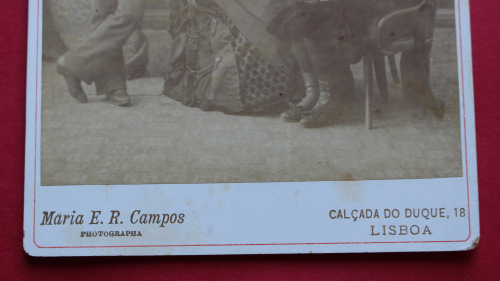 Maria E. R. Campos
PHOTOGRAPHA
CALÇADA DO DUQUE, 18
LISBOA